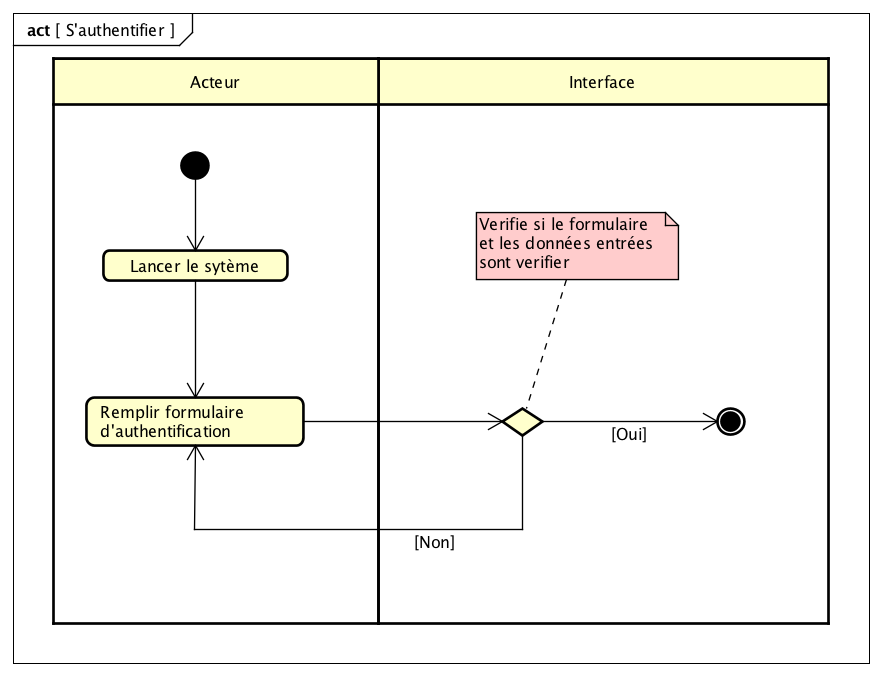 act [ S'authentifier ]
Acteur
Interface
Verifie si le formulaire
et les données entrées
sont verifier
Lancer le sytème
Remplir formulaire
d'authentification
[Oui]
[Non]